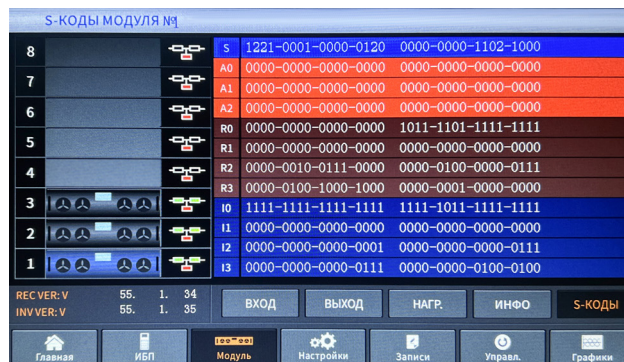 S-КОДЫ МОДУЛЯ №1
8
7
6
5
4
3
2
1
S 1221-0001-0000-0120 0000-0000-1102-1000
A0 0000-0000-0000-0000 0000-0000-0000-0000
A1 0000-0000-0000-0000 0000-0000-0000-0000
A2 0000-0000-0000-0000 0000-0000-0000-0000
R0 0000-0000-0000-0000 1011-1101-1111-1111
R1 0000-0000-0000-0000 0000-0000-0000-0000
R2 0000-0010-0111-0000 0000-0100-0000-0111
R3 0000-0100-1000-1000 0000-0001-0000-0000
I0 1111-1111-1111-1111 1111-1011-1111-1111
I1 0000-0000-0000-0000 0000-0000-0000-0000
I2 0000-0000-0000-0001 0000-0000-0000-0111
I3 0000-0000-0000-0111 0000-0000-0100-0100
REC VER: V 55. 1. 34
INV VER: V 55. 1. 35
ВХОД ВЫХОД НАГР. ИНФО S-КОДЫ
Главная ИБП Модуль Настройки Записи Управл. Графики